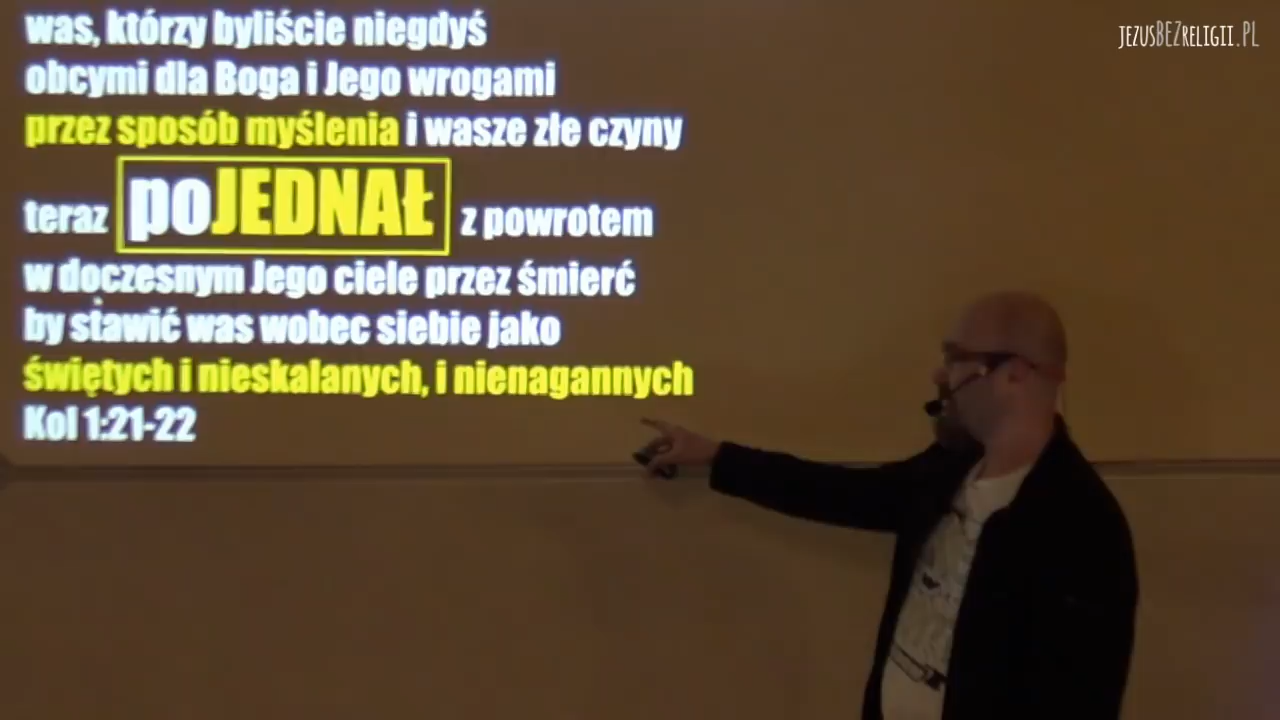 was, którzy byliście niegdyś
obcymi dla Boga i Jego wrogami
przez sposób myślenia i wasze złe czyny
teraz poJEDNAŁ z powrotem
w doczesnym Jego ciele przez śmierć
by stawić was wobec siebie jako
świętych i nieskalanych, i nienagannych
Kol 1:21-22
JEZUSBEZRELIGII.PL